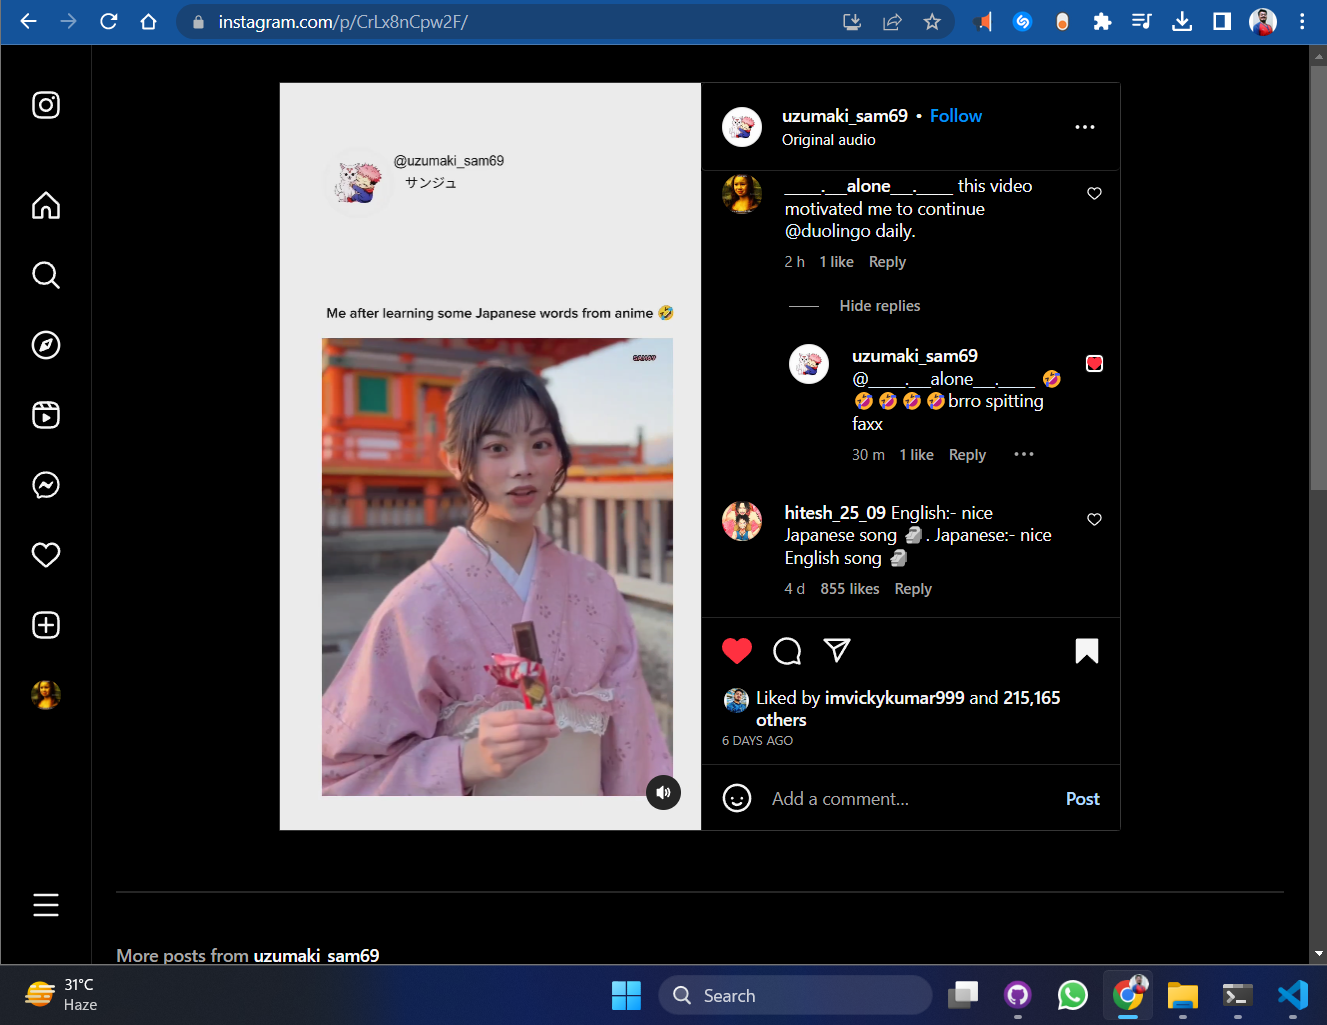 instagram.com/p/CrLx8nCpw2F/
@uzumaki_sam69
サンジュ
Me after learning some Japanese words from anime 🤣
SANDY
uzumaki_sam69 • Follow
Original audio
____.__alone__.____ this video
motivated me to continue
@duolingo daily.
2 h 1 like Reply
Hide replies
uzumaki_sam69
@____.__alone__.____ 🤣
🤣🤣🤣🤣brro spitting
faxx
30 m 1 like Reply
hitesh_25_09 English:- nice
Japanese song 🗿. Japanese:- nice
English song 🗿
4 d 855 likes Reply
Liked by imvickykumar999 and 215,165
others
6 DAYS AGO
Add a comment...
Post
More posts from uzumaki_sam69
31°C
Haze
Search